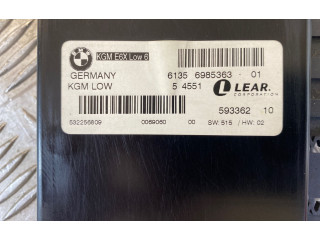 KGM E6X Low 6
GERMANY 6135 6985363 - 01
KGM LOW 5 4551 LEAR.
CORPORATION
593362 10
532256809 0069060 00 SW: 515 / HW: 02